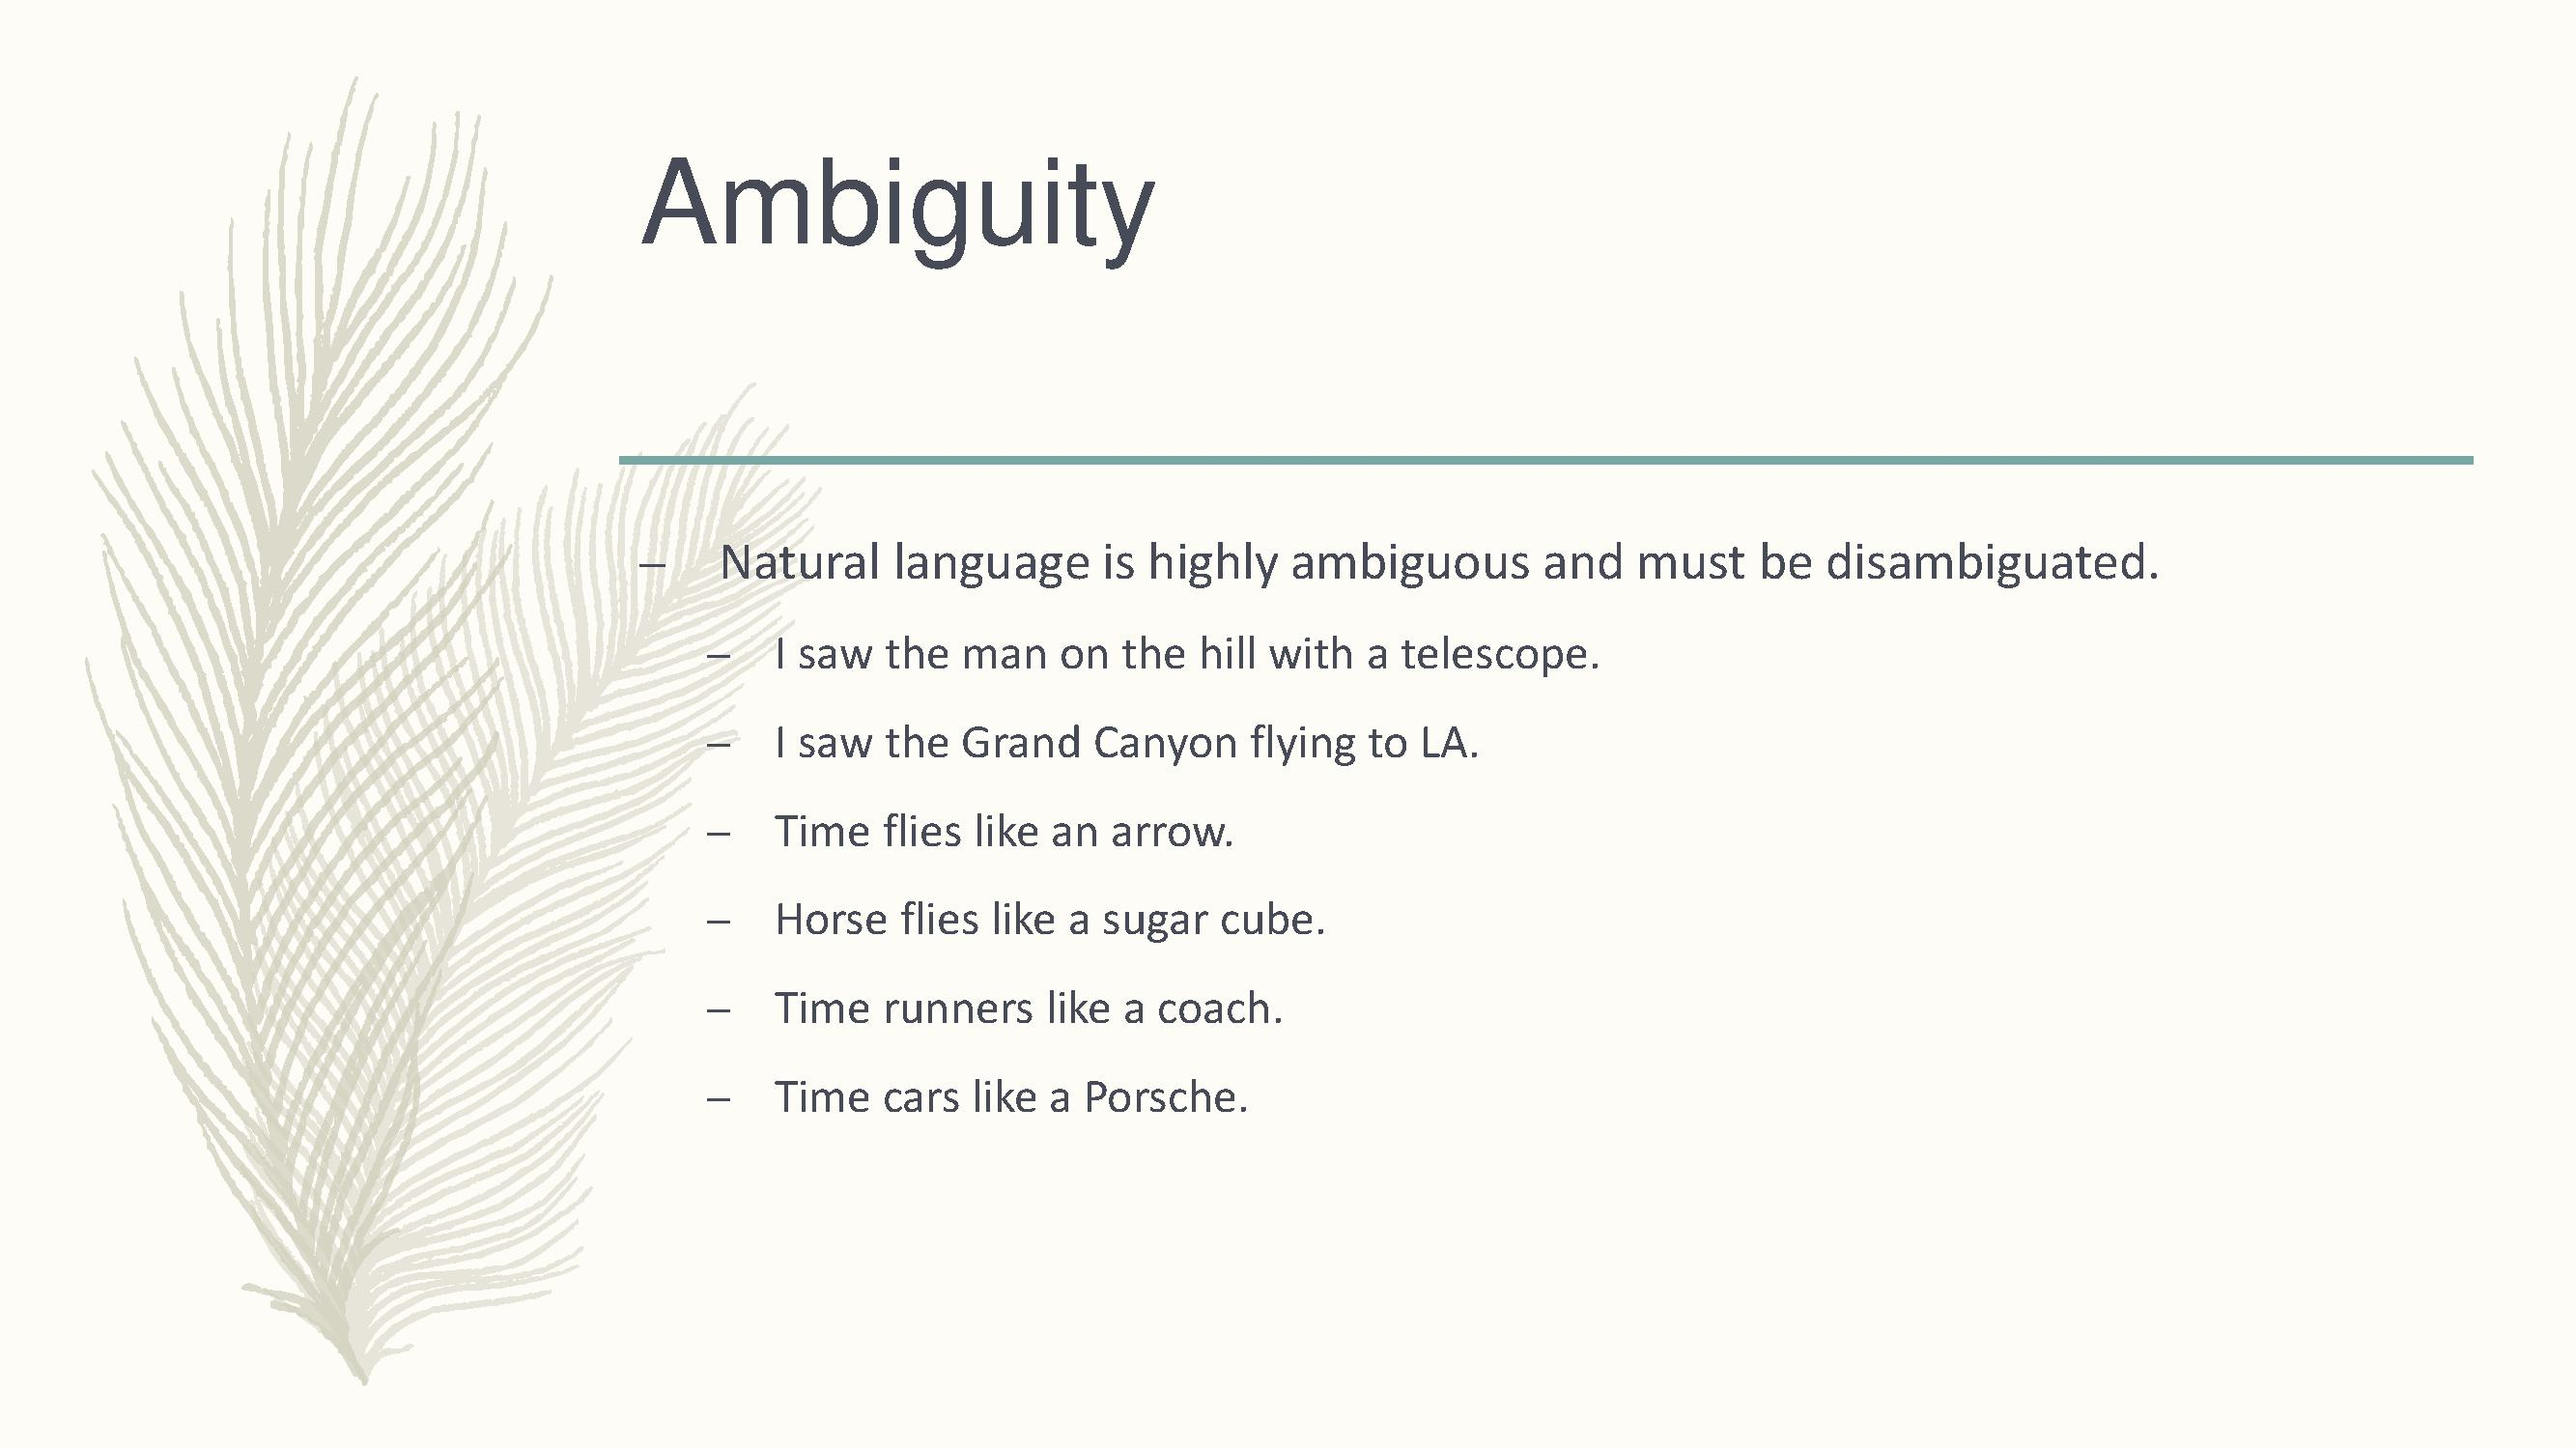 Ambiguity
– Natural language is highly ambiguous and must be disambiguated.
– I saw the man on the hill with a telescope.
– I saw the Grand Canyon flying to LA.
– Time flies like an arrow.
– Horse flies like a sugar cube.
– Time runners like a coach.
– Time cars like a Porsche.